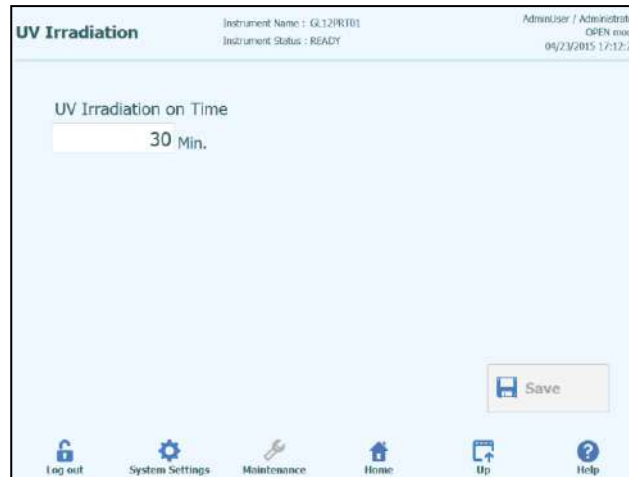 UV Irradiation
Instrument Name : GL12PRT01
Instrument Status : READY
AdminUser / Administrat
OPEN mod
04/23/2015 17:12:
UV Irradiation on Time
30 Min.
Save
Log out System Settings Maintenance Home Up Help